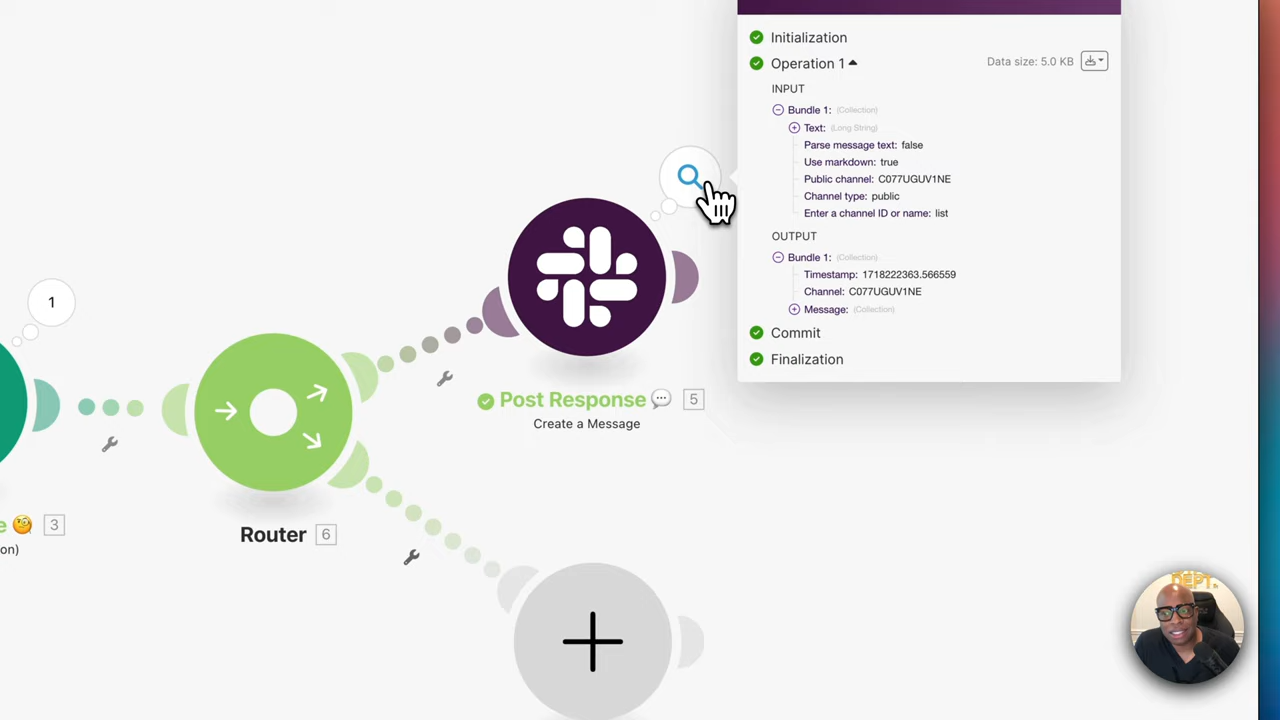 Initialization
Operation 1
Data size: 5.0 KB
INPUT
Bundle 1: (Collection)
Text: (Long String)
Parse message text: false
Use markdown: true
Public channel: C077UGUV1NE
Channel type: public
Enter a channel ID or name: list
OUTPUT
Bundle 1: (Collection)
Timestamp: 1718222363.566559
Channel: C077UGUV1NE
Message: (Collection)
Commit
Finalization
1
Post Response 💬 5
Create a Message
e 🧐 3
on)
Router 6
DEPT.